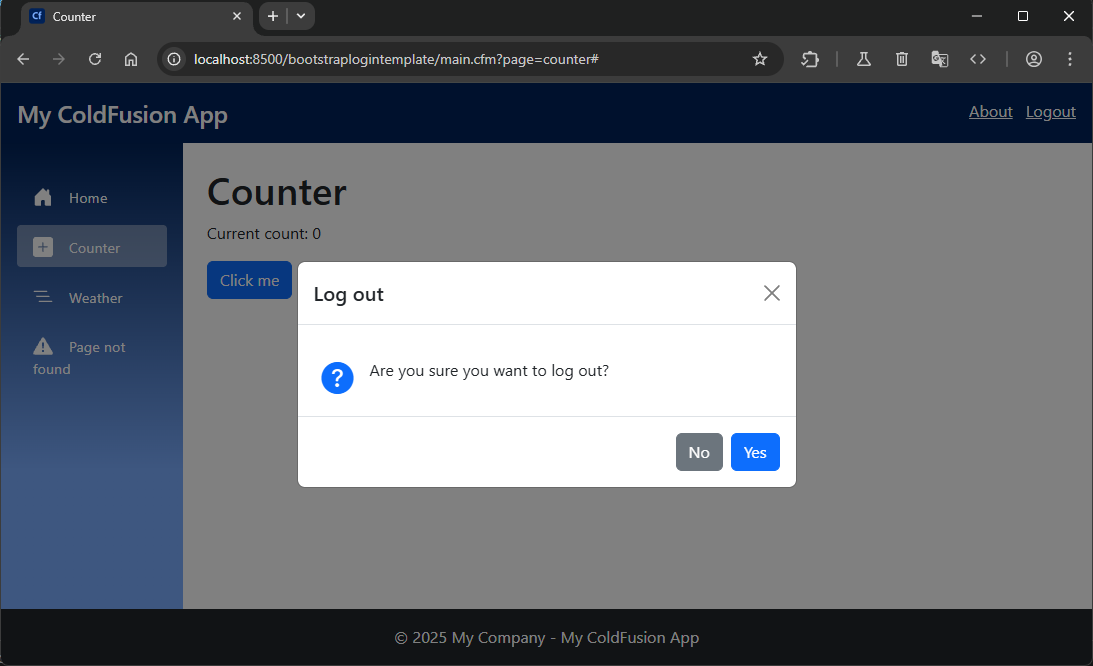 Cf Counter
localhost:8500/bootstraplogintemplate/main.cfm?page=counter#
My ColdFusion App
About Logout
Home
Counter
Weather
Page not
found
Counter
Current count: 0
Click me
Log out
? Are you sure you want to log out?
No Yes
© 2025 My Company - My ColdFusion App